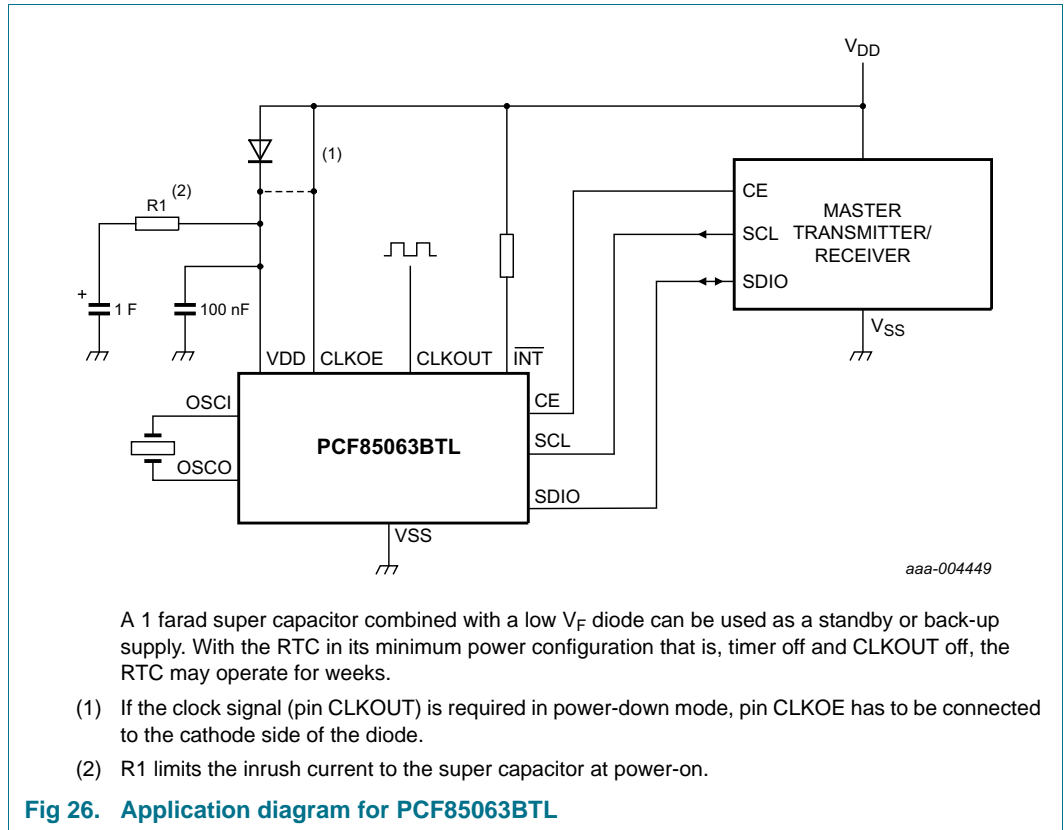 VDD
(1)
(2)
R1
CE
MASTER
SCL TRANSMITTER/
RECEIVER
SDIO
+
1 F
100 nF
VSS
VDD CLKOE CLKOUT INT
OSCI
CE
PCF85063BTL
SCL
OSCO
SDIO
VSS
aaa-004449
A 1 farad super capacitor combined with a low VF diode can be used as a standby or back-up
supply. With the RTC in its minimum power configuration that is, timer off and CLKOUT off, the
RTC may operate for weeks.
(1) If the clock signal (pin CLKOUT) is required in power-down mode, pin CLKOE has to be connected
to the cathode side of the diode.
(2) R1 limits the inrush current to the super capacitor at power-on.
Fig 26. Application diagram for PCF85063BTL